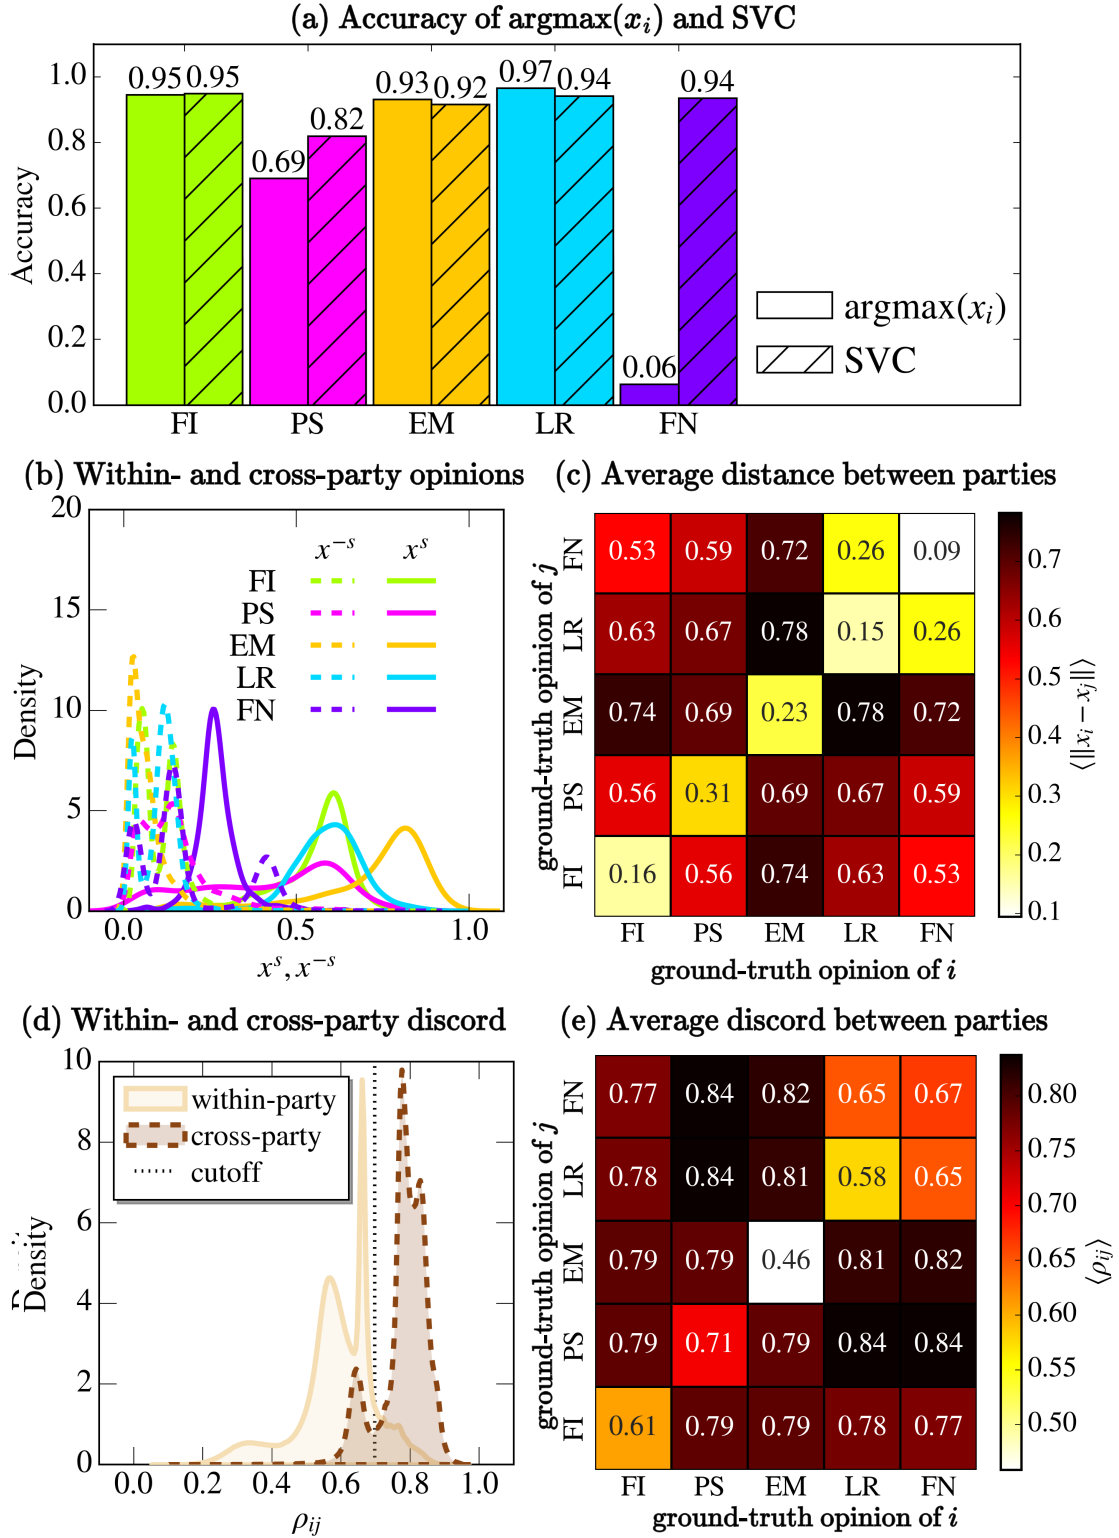 (a) Accuracy of argmax(x_i) and SVC
Accuracy
1.0
0.8
0.6
0.4
0.2
0.0
0.95 0.95
0.69 0.82
0.93 0.92
0.97 0.94
0.06 0.94
argmax(x_i)
SVC
FI PS EM LR FN
(b) Within- and cross-party opinions
Density
20
15
10
5
0
x^{-s} x^s
FI
PS
EM
LR
FN
0.0 0.5 1.0
x^s, x^{-s}
(c) Average distance between parties
ground-truth opinion of j
FN 0.53 0.59 0.72 0.26 0.09
LR 0.63 0.67 0.78 0.15 0.26
EM 0.74 0.69 0.23 0.78 0.72
PS 0.56 0.31 0.69 0.67 0.59
FI 0.16 0.56 0.74 0.63 0.53
FI PS EM LR FN
ground-truth opinion of i
0.7
0.6
0.5
0.4
0.3
0.2
0.1
⟨||x_i − x_j||⟩
(d) Within- and cross-party discord
Density
10
8
6
4
2
0
within-party
cross-party
cutoff
0.0 0.2 0.4 0.6 0.8 1.0
ρ_{ij}
(e) Average discord between parties
ground-truth opinion of j
FN 0.77 0.84 0.82 0.65 0.67
LR 0.78 0.84 0.81 0.58 0.65
EM 0.79 0.79 0.46 0.81 0.82
PS 0.79 0.71 0.79 0.84 0.84
FI 0.61 0.79 0.79 0.78 0.77
FI PS EM LR FN
ground-truth opinion of i
0.80
0.75
0.70
0.65
0.60
0.55
0.50
⟨ρ_{ij}⟩